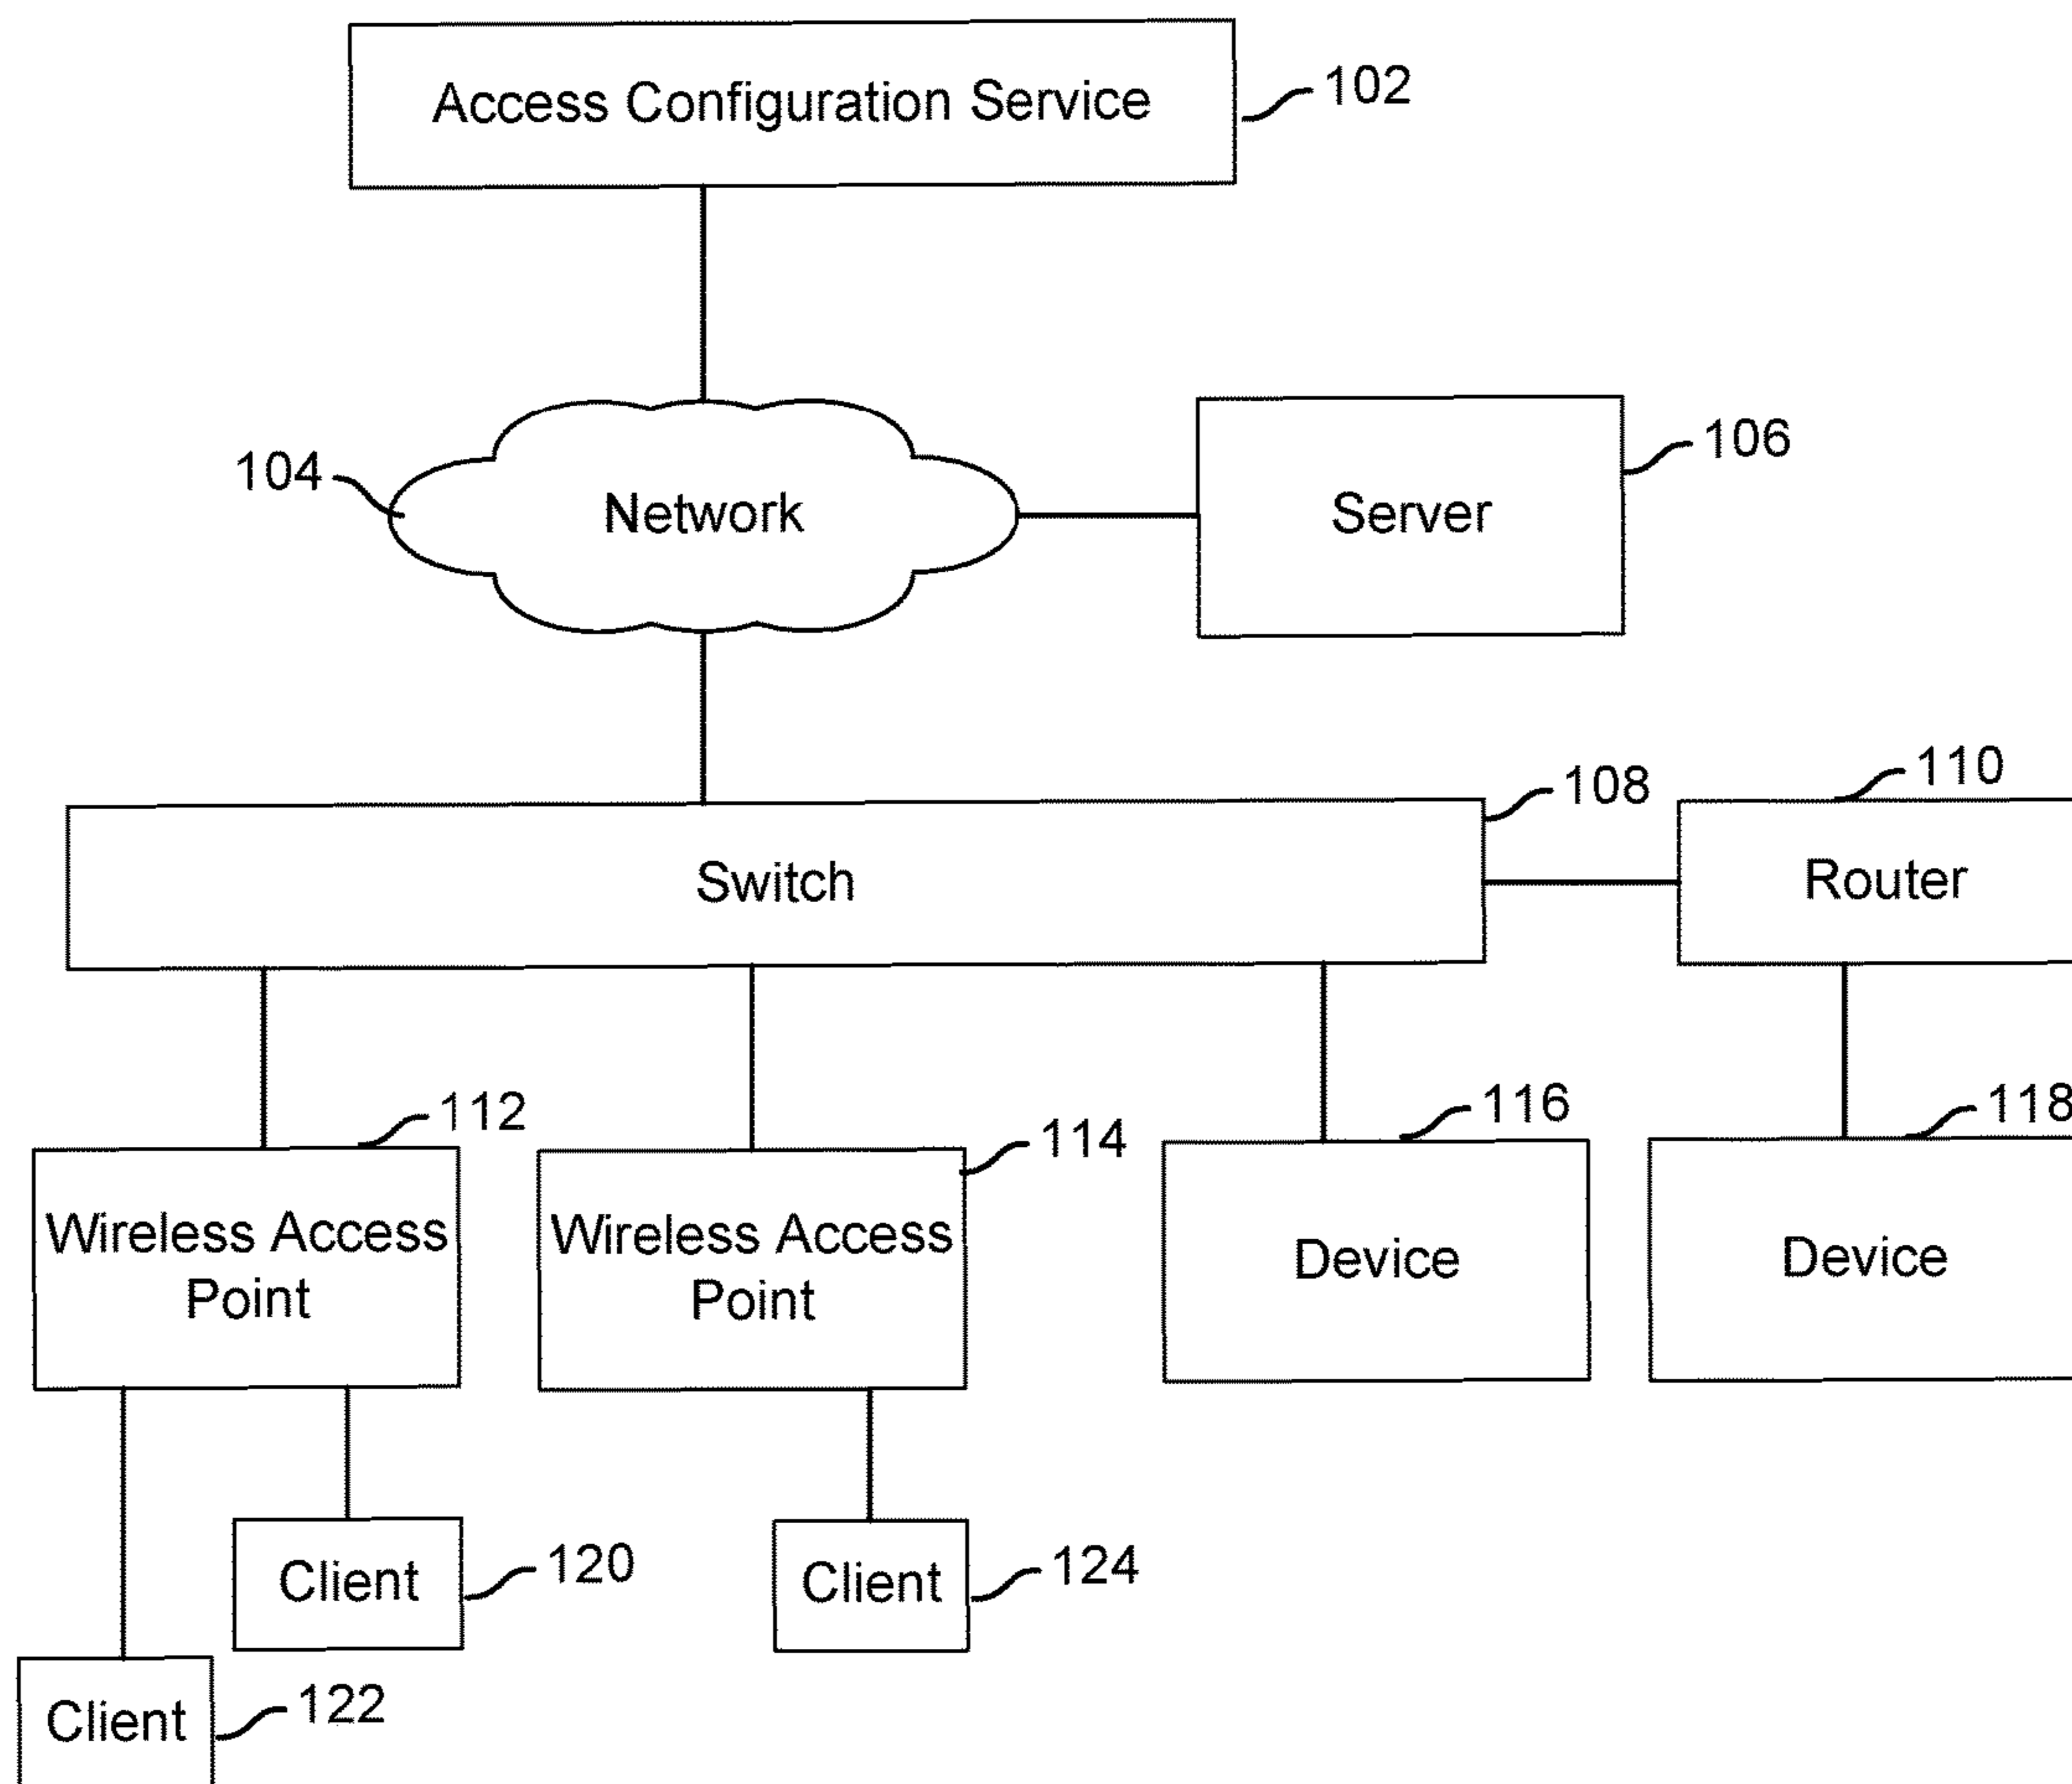 Access Configuration Service
102
104
Network
Server
106
Switch
108
Router
110
112
Wireless Access
Point
114
Wireless Access
Point
116
Device
118
Device
Client
120
Client
124
Client
122